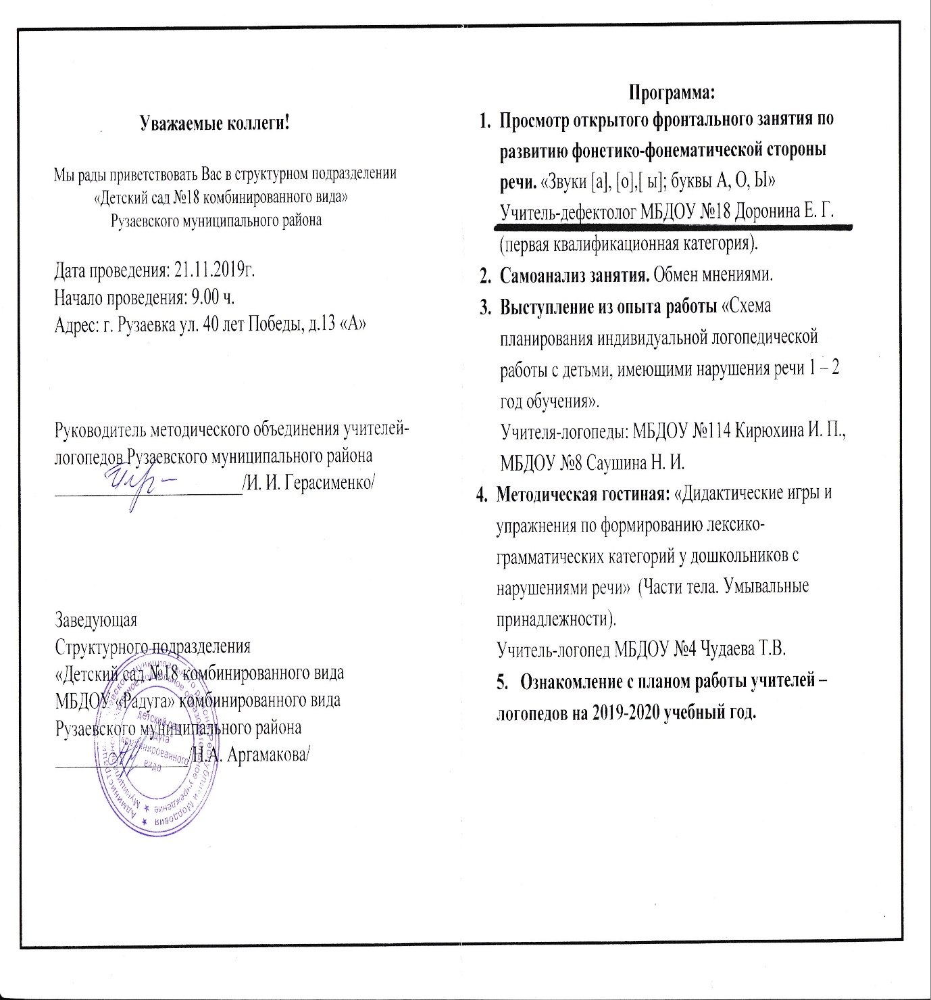 Уважаемые коллеги!
Мы рады приветствовать Вас в структурном подразделении
«Детский сад №18 комбинированного вида»
Рузаевского муниципального района
Дата проведения: 21.11.2019г.
Начало проведения: 9.00 ч.
Адрес: г. Рузаевка ул. 40 лет Победы, д.13 «А»
Руководитель методического объединения учителей-
логопедов Рузаевского муниципального района
/И. И. Герасименко/
Заведующая
Структурного подразделения
«Детский сад №18 комбинированного вида
МБДОУ «Радуга» комбинированного вида
Рузаевского муниципального района
/Н.А. Аргамакова/
детский сад
комбинированного
вида
Программа:
1. Просмотр открытого фронтального занятия по
развитию фонетико-фонематической стороны
речи. «Звуки [а], [о],[ ы]; буквы А, О, Ы»
Учитель-дефектолог МБДОУ №18 Доронина Е. Г.
(первая квалификационная категория).
2. Самоанализ занятия. Обмен мнениями.
3. Выступление из опыта работы «Схема
планирования индивидуальной логопедической
работы с детьми, имеющими нарушения речи 1 – 2
год обучения».
Учителя-логопеды: МБДОУ №114 Кирюхина И. П.,
МБДОУ №8 Саушина Н. И.
4. Методическая гостиная: «Дидактические игры и
упражнения по формированию лексико-
грамматических категорий у дошкольников с
нарушениями речи» (Части тела. Умывальные
принадлежности).
Учитель-логопед МБДОУ №4 Чудаева Т.В.
5. Ознакомление с планом работы учителей –
логопедов на 2019-2020 учебный год.